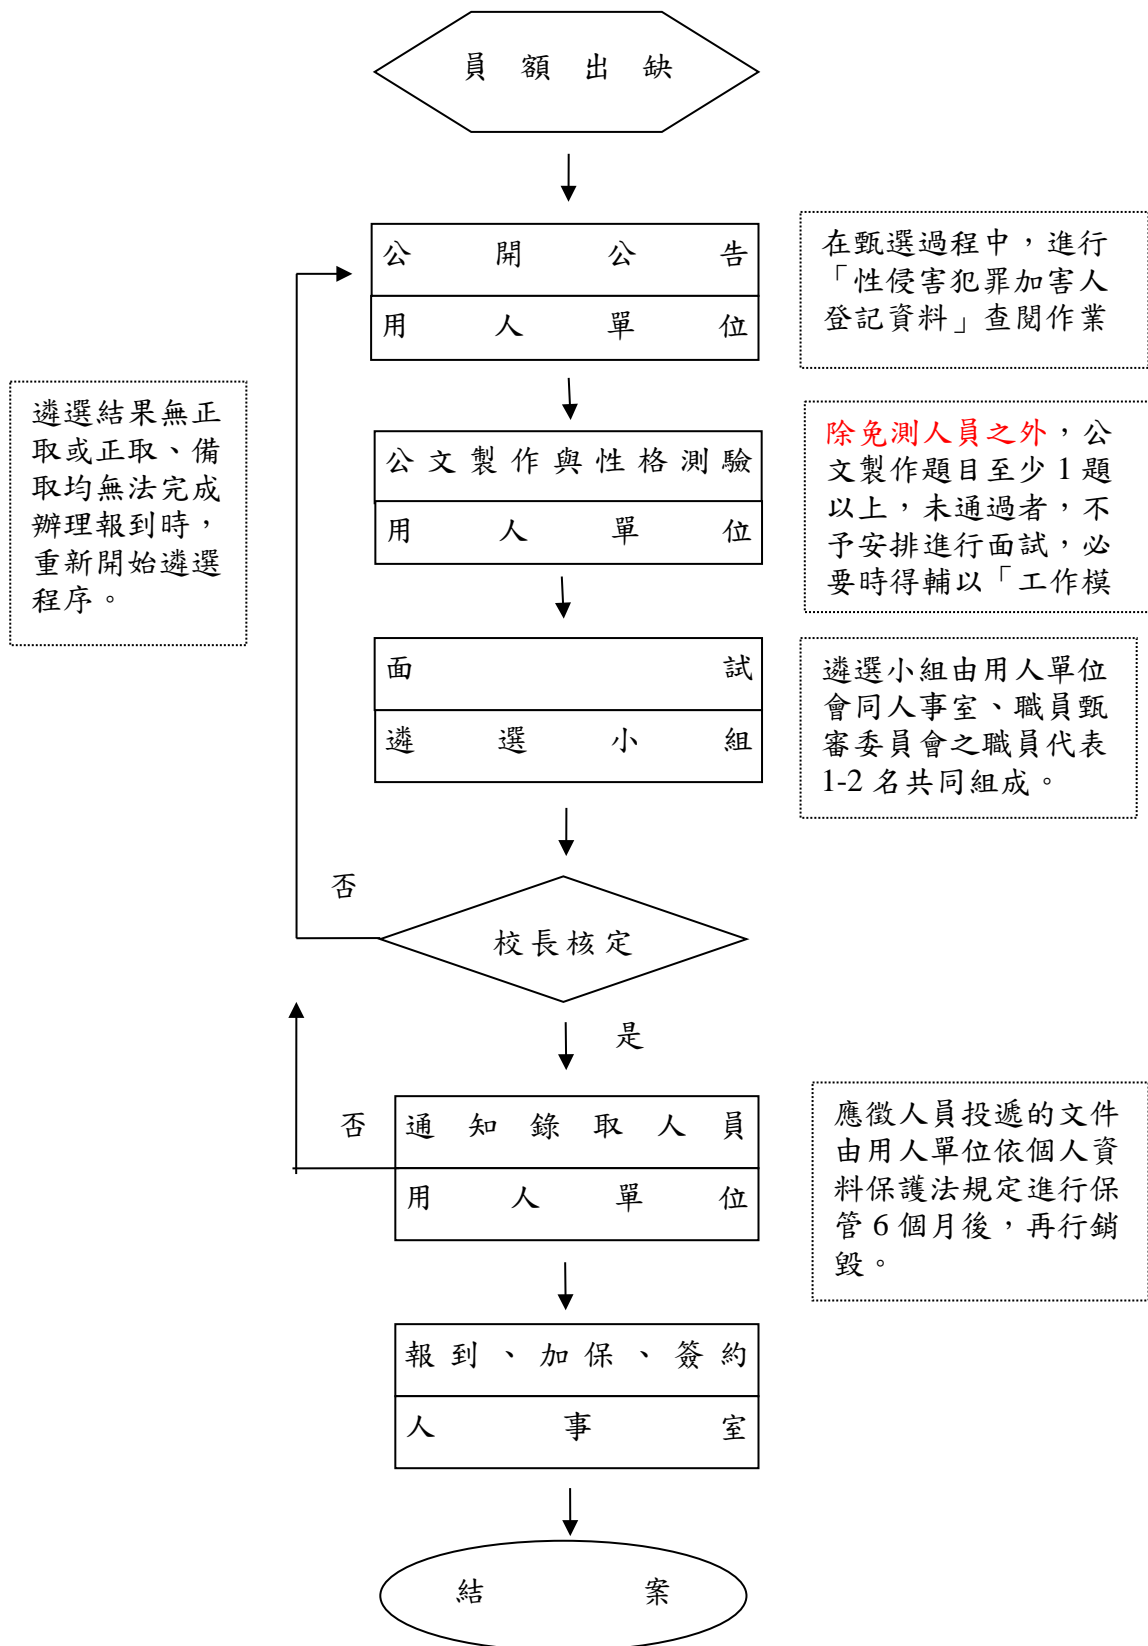 員額出缺
公開公告
用人單位
在甄選過程中，進行
「性侵害犯罪加害人
登記資料」查閱作業
遴選結果無正
取或正取、備
取均無法完成
辦理報到時，
重新開始遴選
程序。
公文製作與性格測驗
用人單位
除免測人員之外，公
文製作題目至少1題
以上，未通過者，不
予安排進行面試，必
要時得輔以「工作模
面試
遴選小組
遴選小組由用人單位
會同人事室、職員甄
審委員會之職員代表
1-2名共同組成。
否
校長核定
是
否
通知錄取人員
用人單位
應徵人員投遞的文件
由用人單位依個人資
料保護法規定進行保
管6個月後，再行銷
毀。
報到、加保、簽約
人事室
結案